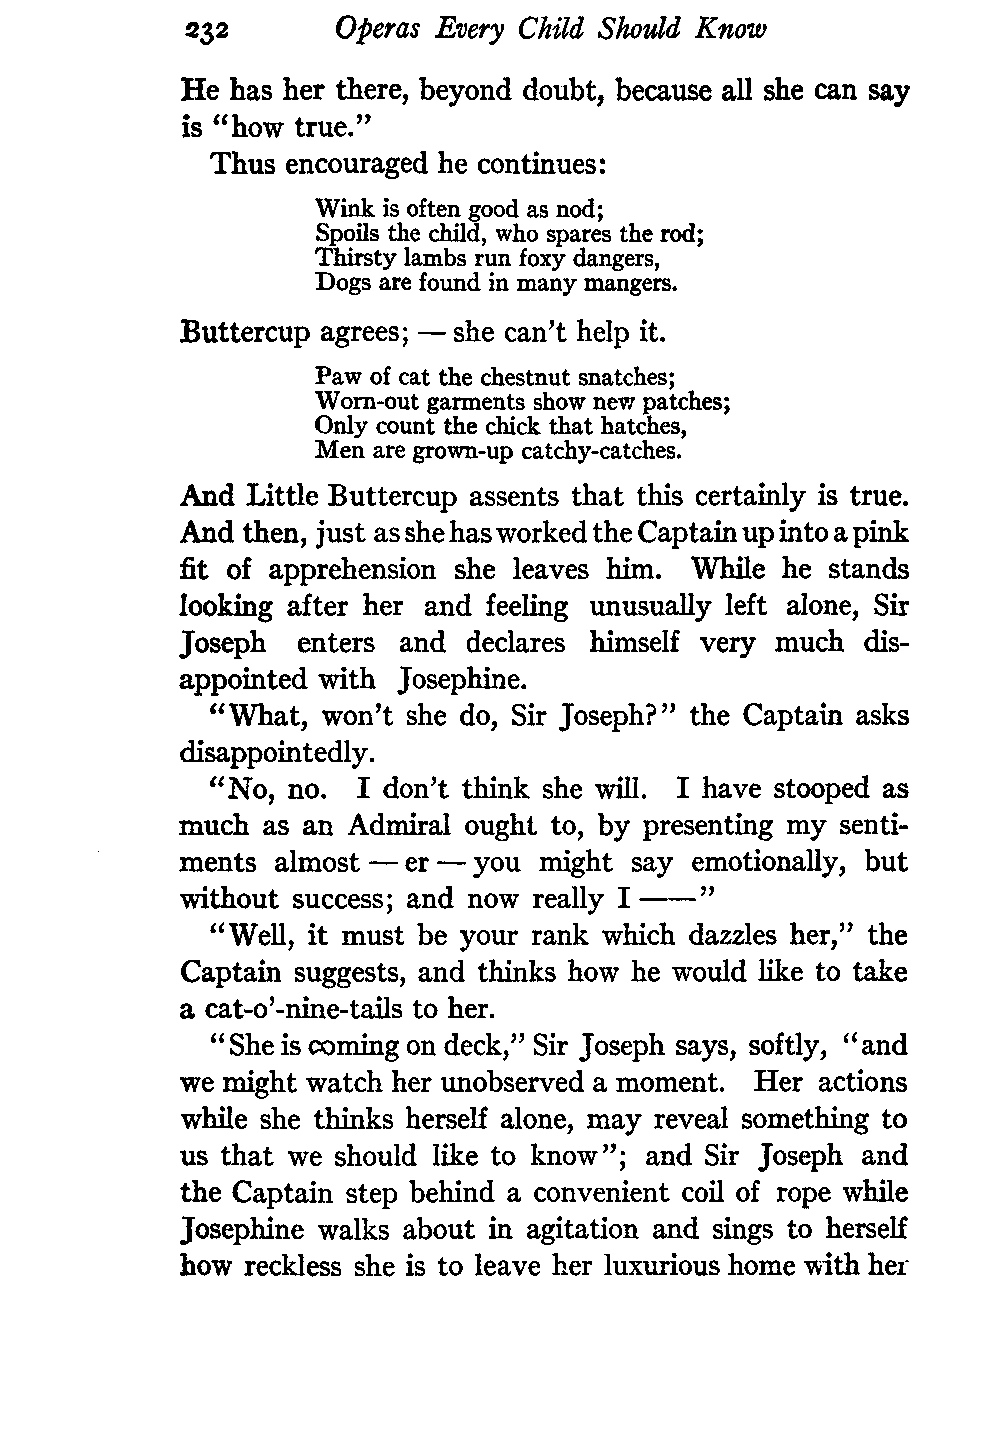 232 Operas Every Child Should Know
He has her there, beyond doubt, because all she can say
is "how true."
Thus encouraged he continues:
Wink is often good as nod;
Spoils the child, who spares the rod;
Thirsty lambs run foxy dangers,
Dogs are found in many mangers.
Buttercup agrees; — she can't help it.
Paw of cat the chestnut snatches;
Worn-out garments show new patches;
Only count the chick that hatches,
Men are grown-up catchy-catches.
And Little Buttercup assents that this certainly is true.
And then, just as she has worked the Captain up into a pink
fit of apprehension she leaves him. While he stands
looking after her and feeling unusually left alone, Sir
Joseph enters and declares himself very much dis-
appointed with Josephine.
"What, won't she do, Sir Joseph?" the Captain asks
disappointedly.
"No, no. I don't think she will. I have stooped as
much as an Admiral ought to, by presenting my senti-
ments almost — er — you might say emotionally, but
without success; and now really I ——"
"Well, it must be your rank which dazzles her," the
Captain suggests, and thinks how he would like to take
a cat-o'-nine-tails to her.
"She is coming on deck," Sir Joseph says, softly, "and
we might watch her unobserved a moment. Her actions
while she thinks herself alone, may reveal something to
us that we should like to know"; and Sir Joseph and
the Captain step behind a convenient coil of rope while
Josephine walks about in agitation and sings to herself
how reckless she is to leave her luxurious home with her